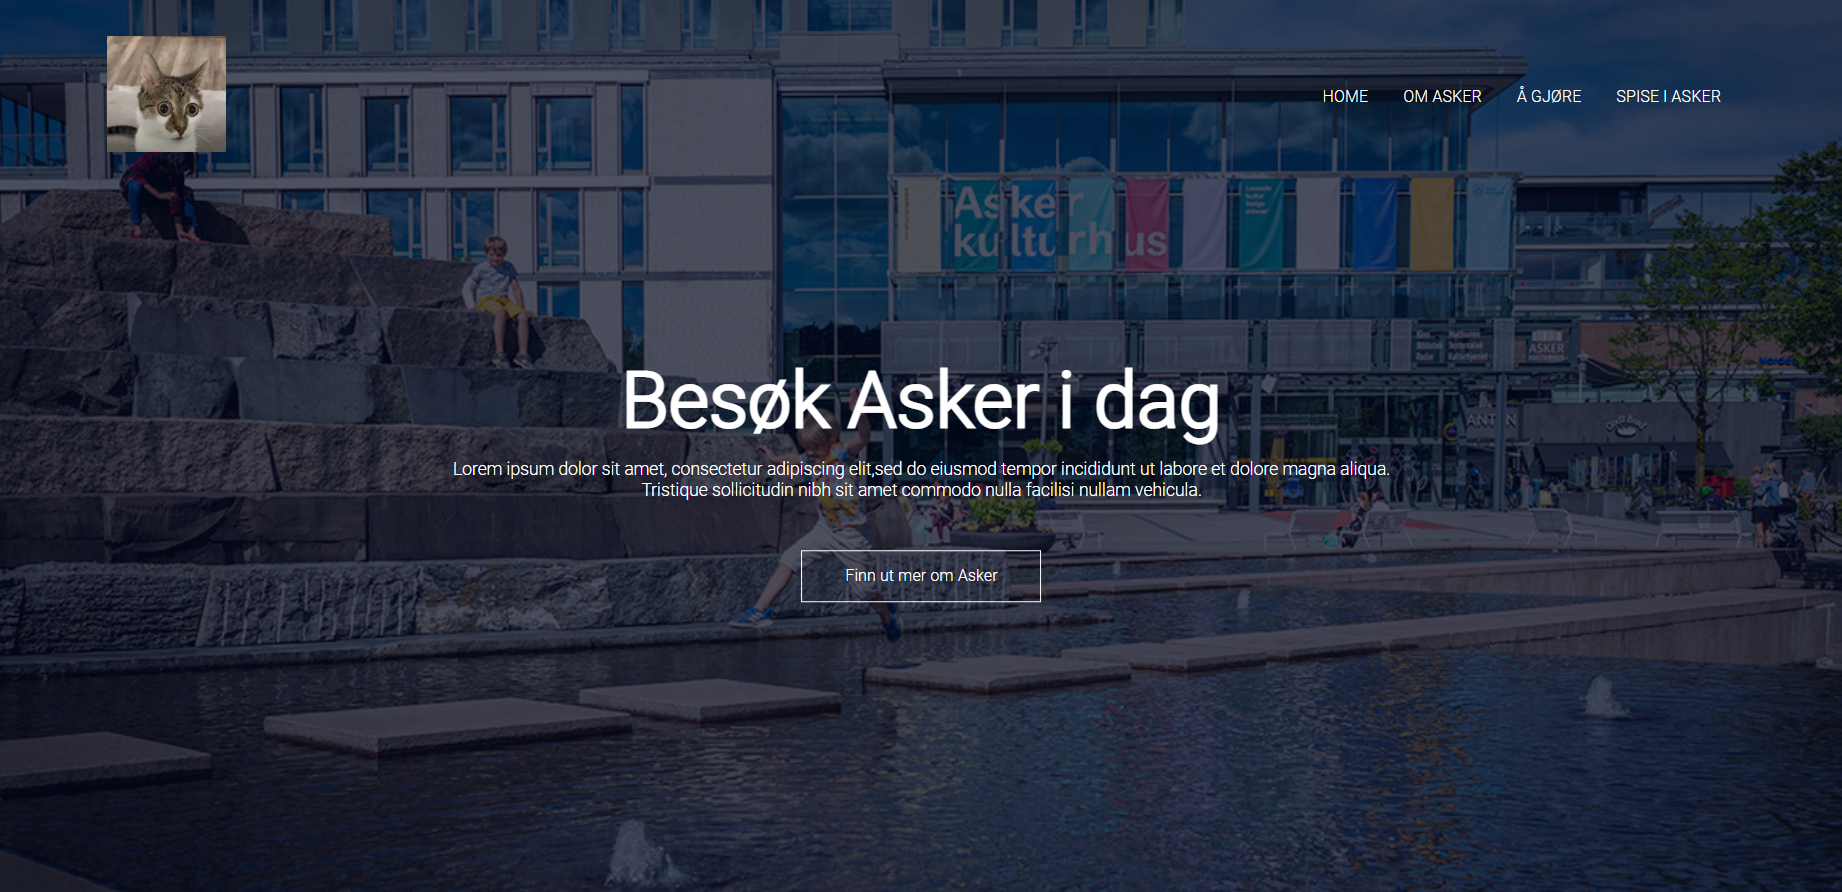 HOME OM ASKER Å GJØRE SPISE I ASKER
Asker
kulturhus
ASKER
ANTON
Besøk Asker i dag
Lorem ipsum dolor sit amet, consectetur adipiscing elit,sed do eiusmod tempor incididunt ut labore et dolore magna aliqua.
Tristique sollicitudin nibh sit amet commodo nulla facilisi nullam vehicula.
Finn ut mer om Asker